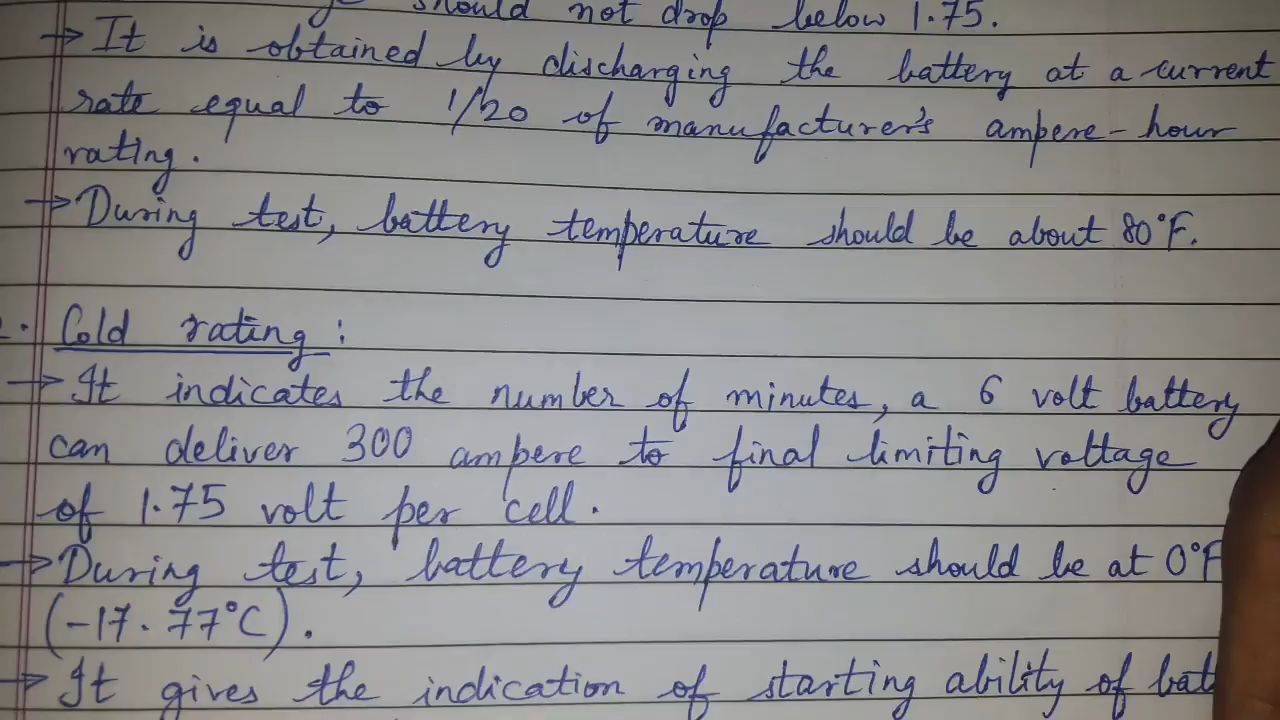 should not drop below 1.75.
→ It is obtained by discharging the battery at a current
rate equal to 1/20 of manufacturer's ampere-hour
rating.
→ During test, battery temperature should be about 80°F.
Cold rating:
→ It indicates the number of minutes, a 6 volt battery
can deliver 300 ampere to final limiting voltage
of 1.75 volt per cell.
→ During test, battery temperature should be at 0°F
(-17.77°C).
→ It gives the indication of starting ability of bat